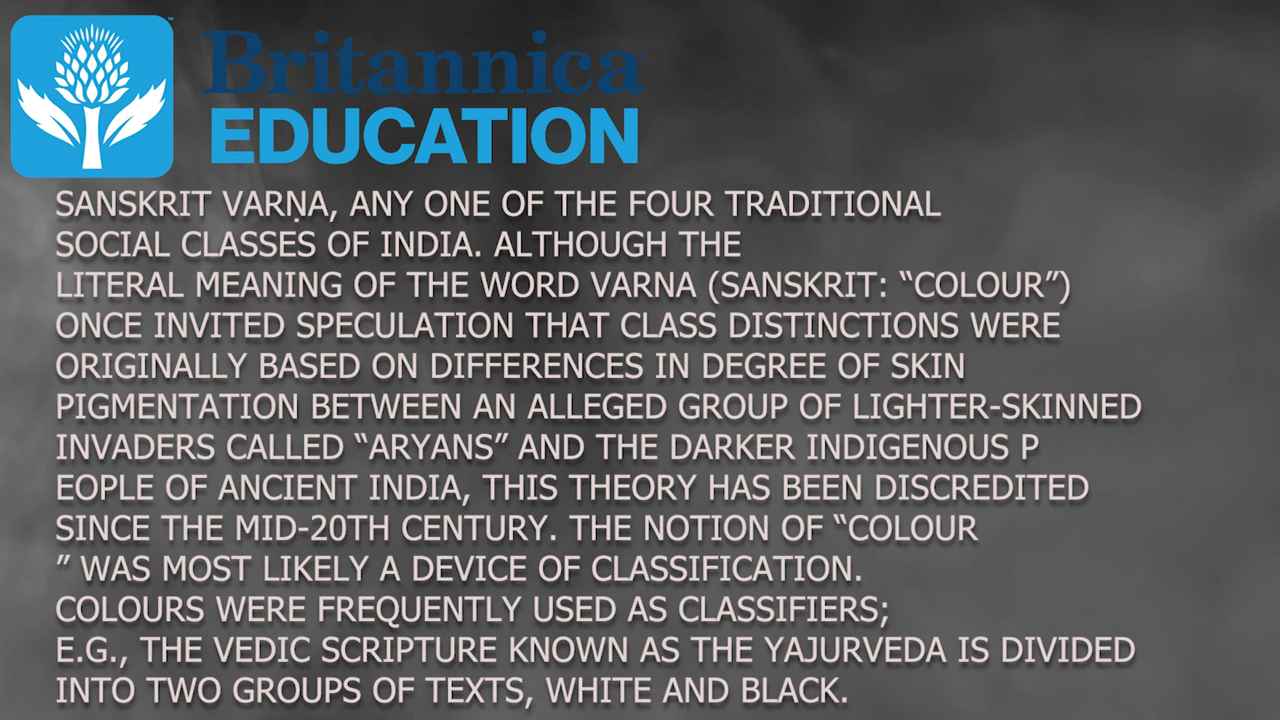 Britannica
EDUCATION
SANSKRIT VARṆA, ANY ONE OF THE FOUR TRADITIONAL
SOCIAL CLASSES OF INDIA. ALTHOUGH THE
LITERAL MEANING OF THE WORD VARNA (SANSKRIT: “COLOUR”)
ONCE INVITED SPECULATION THAT CLASS DISTINCTIONS WERE
ORIGINALLY BASED ON DIFFERENCES IN DEGREE OF SKIN
PIGMENTATION BETWEEN AN ALLEGED GROUP OF LIGHTER-SKINNED
INVADERS CALLED “ARYANS” AND THE DARKER INDIGENOUS P
EOPLE OF ANCIENT INDIA, THIS THEORY HAS BEEN DISCREDITED
SINCE THE MID-20TH CENTURY. THE NOTION OF “COLOUR
” WAS MOST LIKELY A DEVICE OF CLASSIFICATION.
COLOURS WERE FREQUENTLY USED AS CLASSIFIERS;
E.G., THE VEDIC SCRIPTURE KNOWN AS THE YAJURVEDA IS DIVIDED
INTO TWO GROUPS OF TEXTS, WHITE AND BLACK.